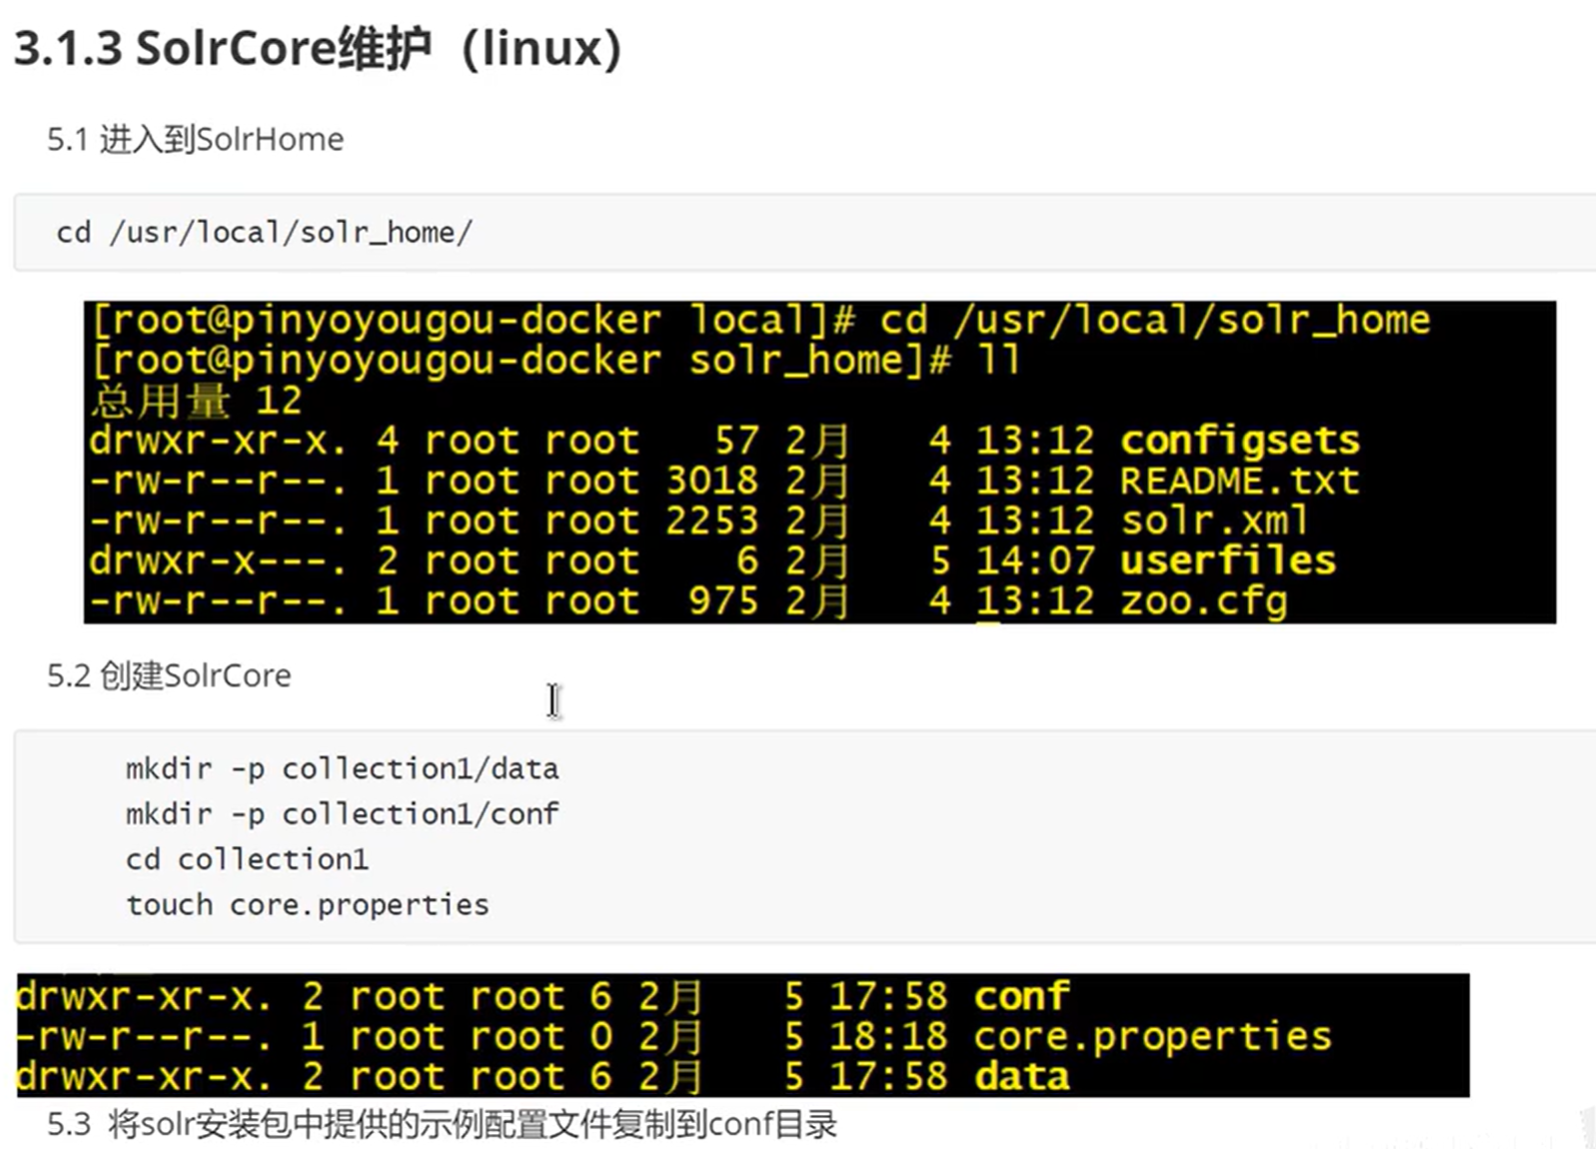 3.1.3 SolrCore维护（linux）
5.1 进入到SolrHome
cd /usr/local/solr_home/
[root@pinyoyougou-docker local]# cd /usr/local/solr_home
[root@pinyoyougou-docker solr_home]# ll
总用量 12
drwxr-xr-x. 4 root root 57 2月 4 13:12 configsets
-rw-r--r--. 1 root root 3018 2月 4 13:12 README.txt
-rw-r--r--. 1 root root 2253 2月 4 13:12 solr.xml
drwxr-x---. 2 root root 6 2月 5 14:07 userfiles
-rw-r--r--. 1 root root 975 2月 4 13:12 zoo.cfg
5.2 创建SolrCore
mkdir -p collection1/data
mkdir -p collection1/conf
cd collection1
touch core.properties
drwxr-xr-x. 2 root root 6 2月 5 17:58 conf
-rw-r--r--. 1 root root 0 2月 5 18:18 core.properties
drwxr-xr-x. 2 root root 6 2月 5 17:58 data
5.3 将solr安装包中提供的示例配置文件复制到conf目录